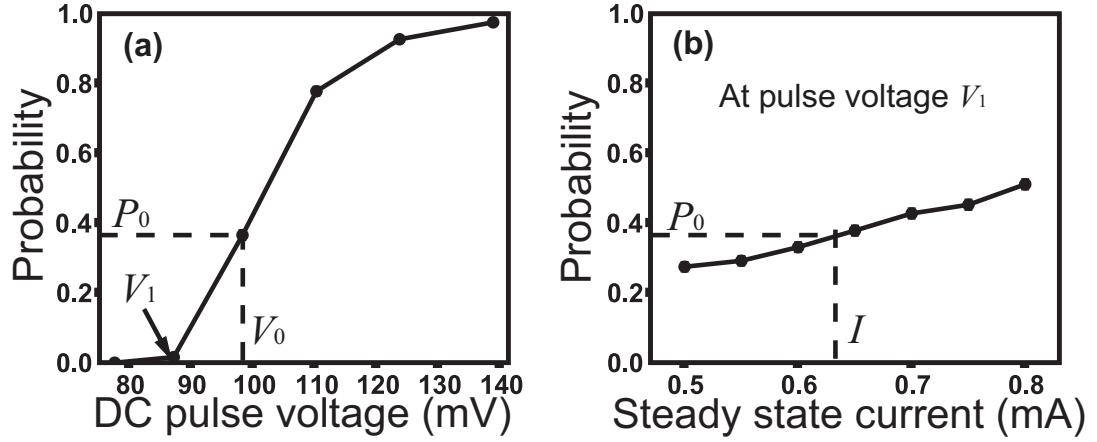 (a)
Probability
1.0
0.8
0.6
0.4
0.2
0.0
P0
V1
V0
80 90 100 110 120 130 140
DC pulse voltage (mV)
(b)
At pulse voltage V1
Probability
1.0
0.8
0.6
0.4
0.2
0.0
P0
I
0.5 0.6 0.7 0.8
Steady state current (mA)